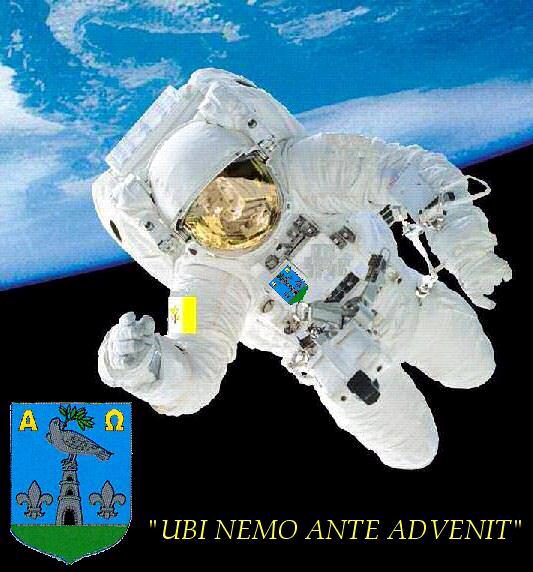 Α Ω
"UBI NEMO ANTE ADVENIT"